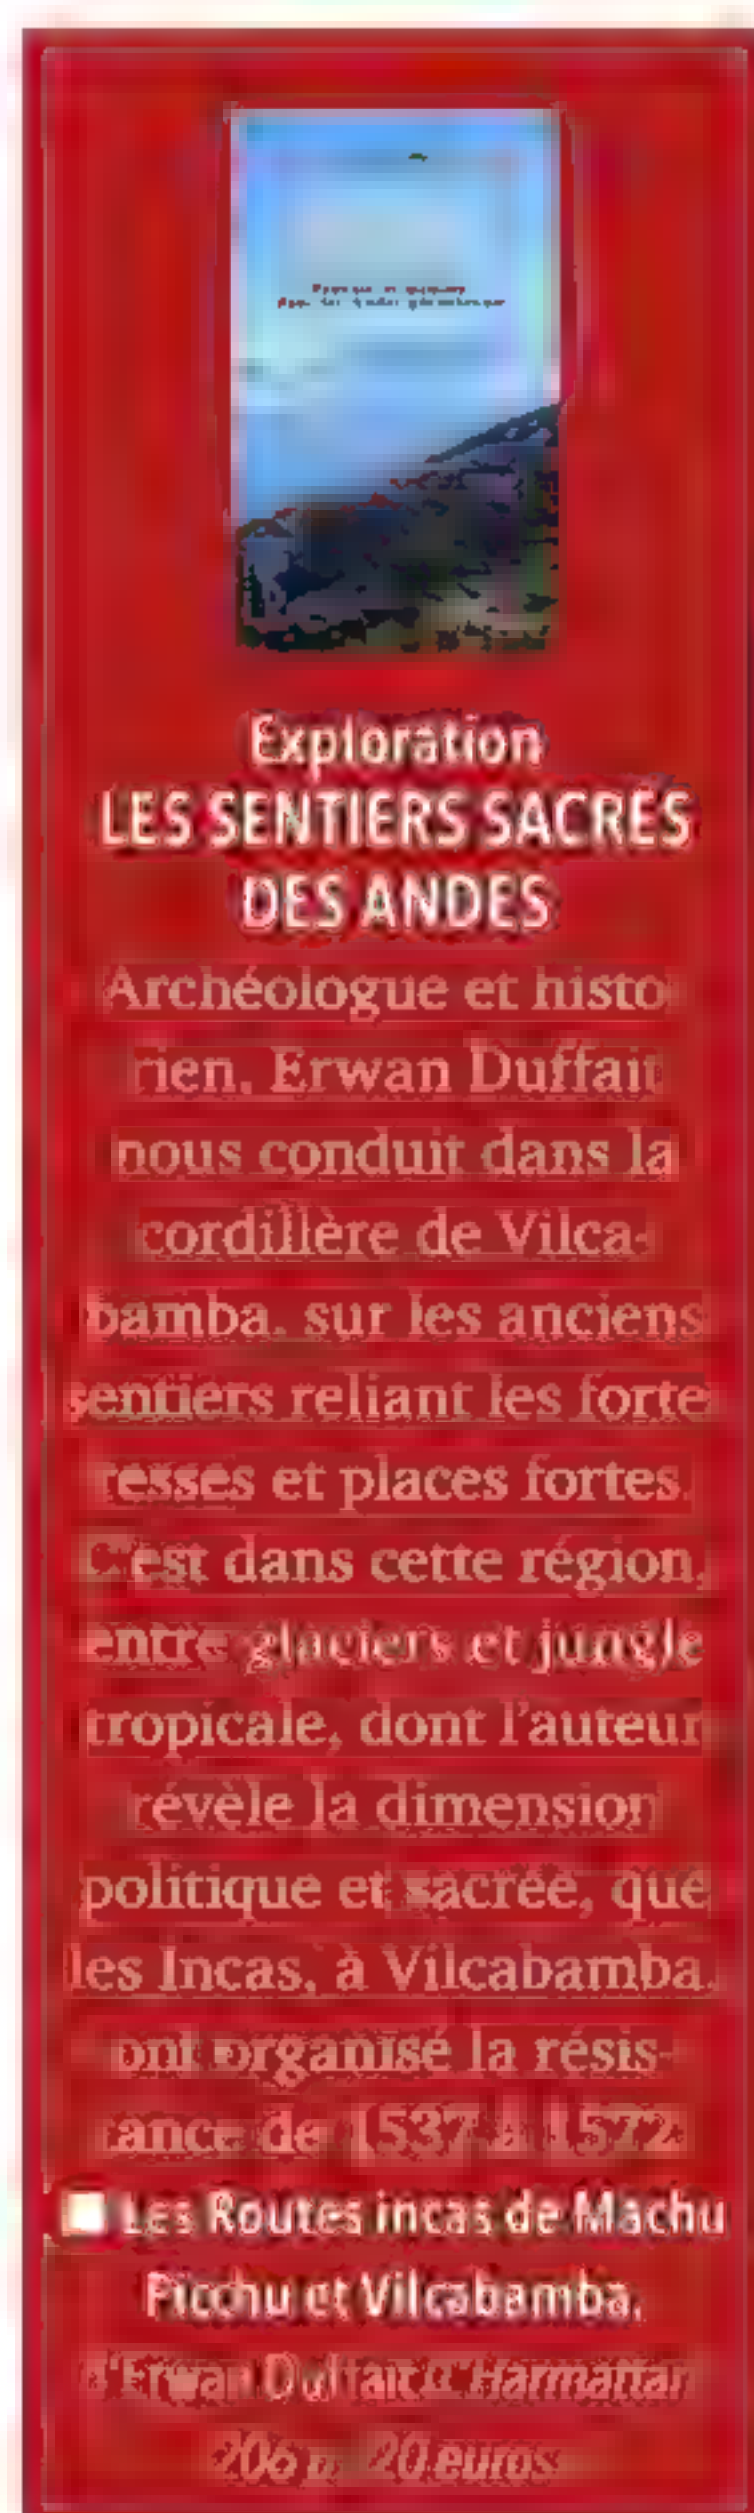 Exploration
LES SENTIERS SACRÉS
DES ANDES
Archéologue et histo-
rien, Erwan Duffait
nous conduit dans la
cordillère de Vilca-
bamba, sur les anciens
sentiers reliant les forte-
resses et places fortes.
C'est dans cette région,
entre glaciers et jungle
tropicale, dont l'auteur
révèle la dimension
politique et sacrée, que
les Incas, à Vilcabamba,
ont organisé la résis-
tance de 1537 à 1572.
Les Routes incas de Machu
Picchu et Vilcabamba,
d'Erwan Duffait, L'Harmattan
206 p., 20 euros